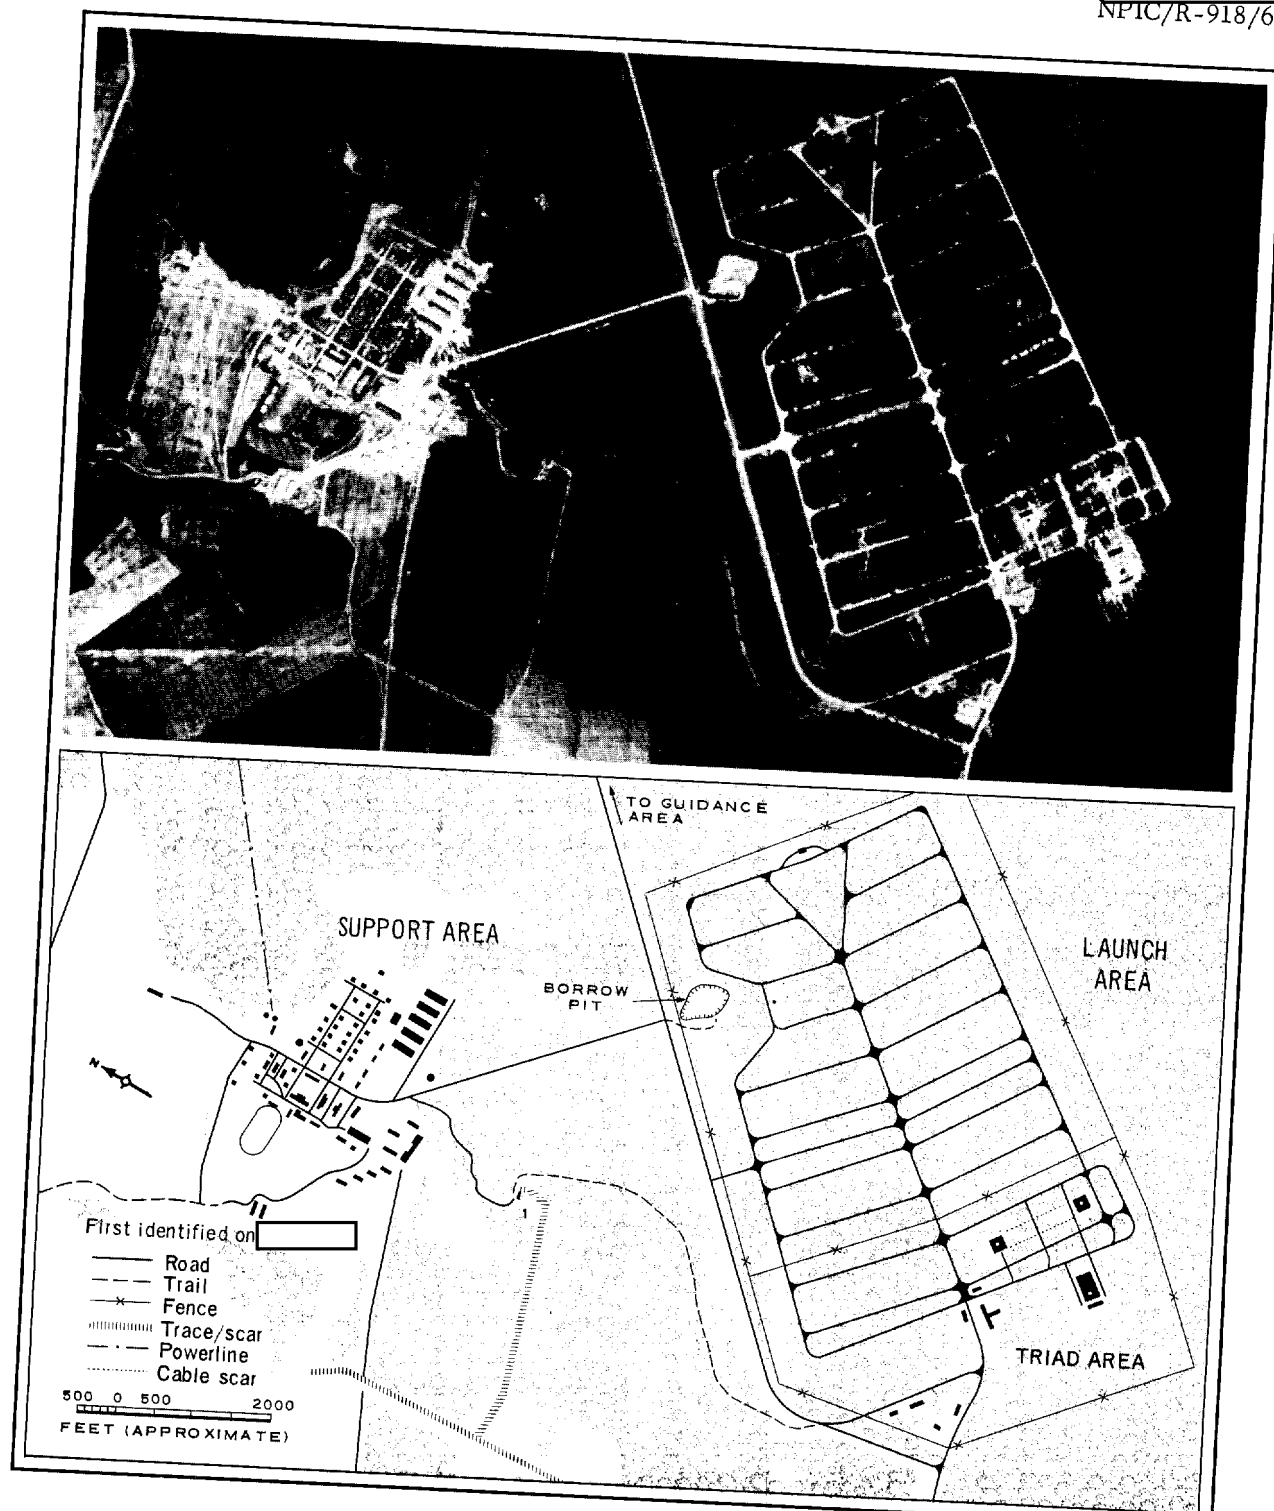 NPIC/R-918/6
TO GUIDANCE
AREA
SUPPORT AREA
LAUNCH
AREA
BORROW
PIT
N
1
First identified on
Road
Trail
Fence
Trace/scar
Powerline
Cable scar
500 0 500 2000
FEET (APPROXIMATE)
TRIAD AREA